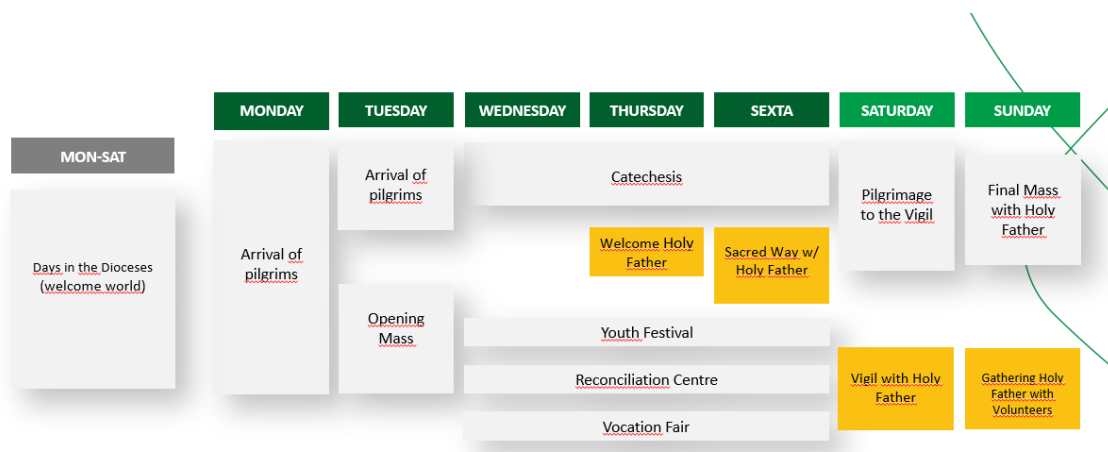 MONDAY
TUESDAY
WEDNESDAY
THURSDAY
SEXTA
SATURDAY
SUNDAY
MON-SAT
Days in the Dioceses
(welcome world)
Arrival of
pilgrims
Arrival of
pilgrims
Opening
Mass
Catechesis
Welcome Holy
Father
Sacred Way w/
Holy Father
Youth Festival
Reconciliation Centre
Vocation Fair
Pilgrimage
to the Vigil
Vigil with Holy
Father
Final Mass
with Holy
Father
Gathering Holy
Father with
Volunteers